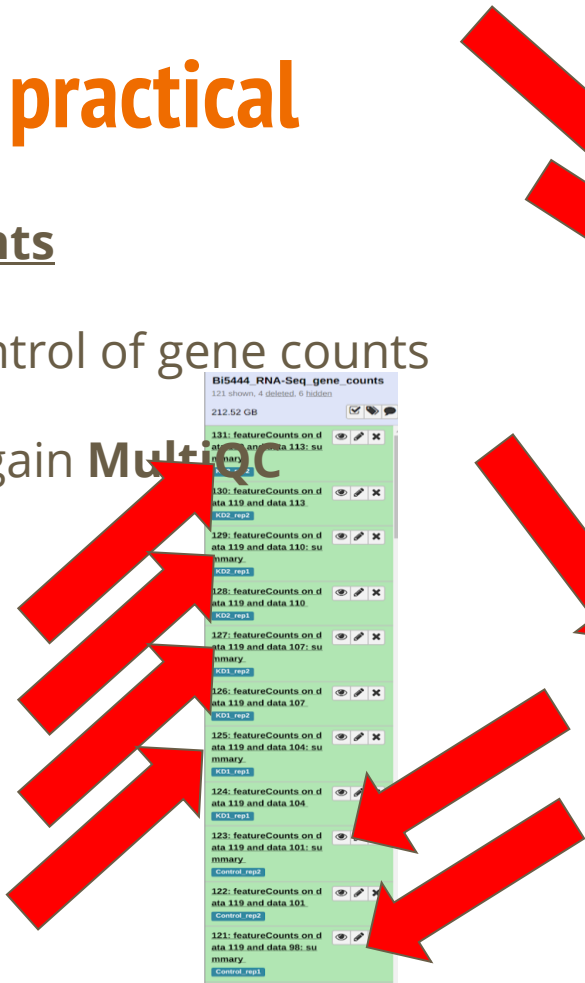 practical
nts
ntrol of gene counts
Bi5444_RNA-Seq_gene_counts
121 shown, 4 deleted, 6 hidden
212.52 GB
gain MultiQC
131: featureCounts on d
ata 119 and data 113: su
mmary
130: featureCounts on d
ata 119 and data 113
KD2_rep2
129: featureCounts on d
ata 119 and data 110: su
mmary
KD2_rep1
128: featureCounts on d
ata 119 and data 110
KD2_rep1
127: featureCounts on d
ata 119 and data 107: su
mmary
KD1_rep2
126: featureCounts on d
ata 119 and data 107
KD1_rep2
125: featureCounts on d
ata 119 and data 104: su
mmary
KD1_rep1
124: featureCounts on d
ata 119 and data 104
KD1_rep1
123: featureCounts on d
ata 119 and data 101: su
mmary
Control_rep2
122: featureCounts on d
ata 119 and data 101
Control_rep2
121: featureCounts on d
ata 119 and data 98: su
mmary
Control_rep1